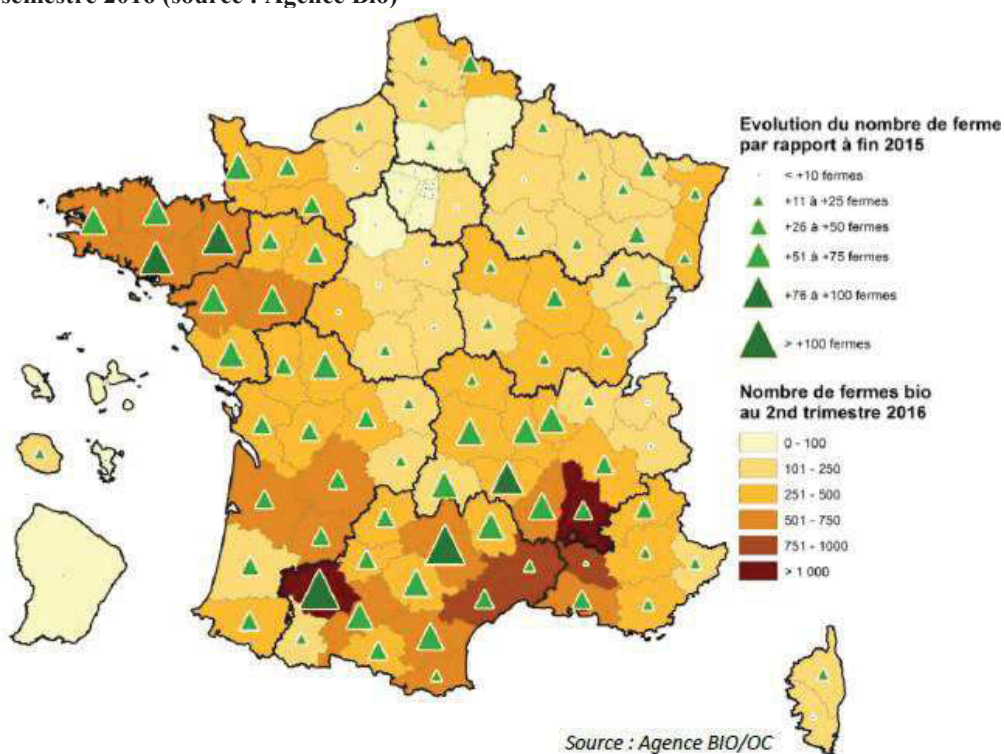 semestre 2016 (source : Agence Bio)
Evolution du nombre de ferme
par rapport à fin 2015
< +10 fermes
+11 à +25 fermes
+26 à +50 fermes
+51 à +75 fermes
+76 à +100 fermes
> +100 fermes
Nombre de fermes bio
au 2nd trimestre 2016
0 - 100
101 - 250
251 - 500
501 - 750
751 - 1000
> 1 000
Source : Agence BIO/OC